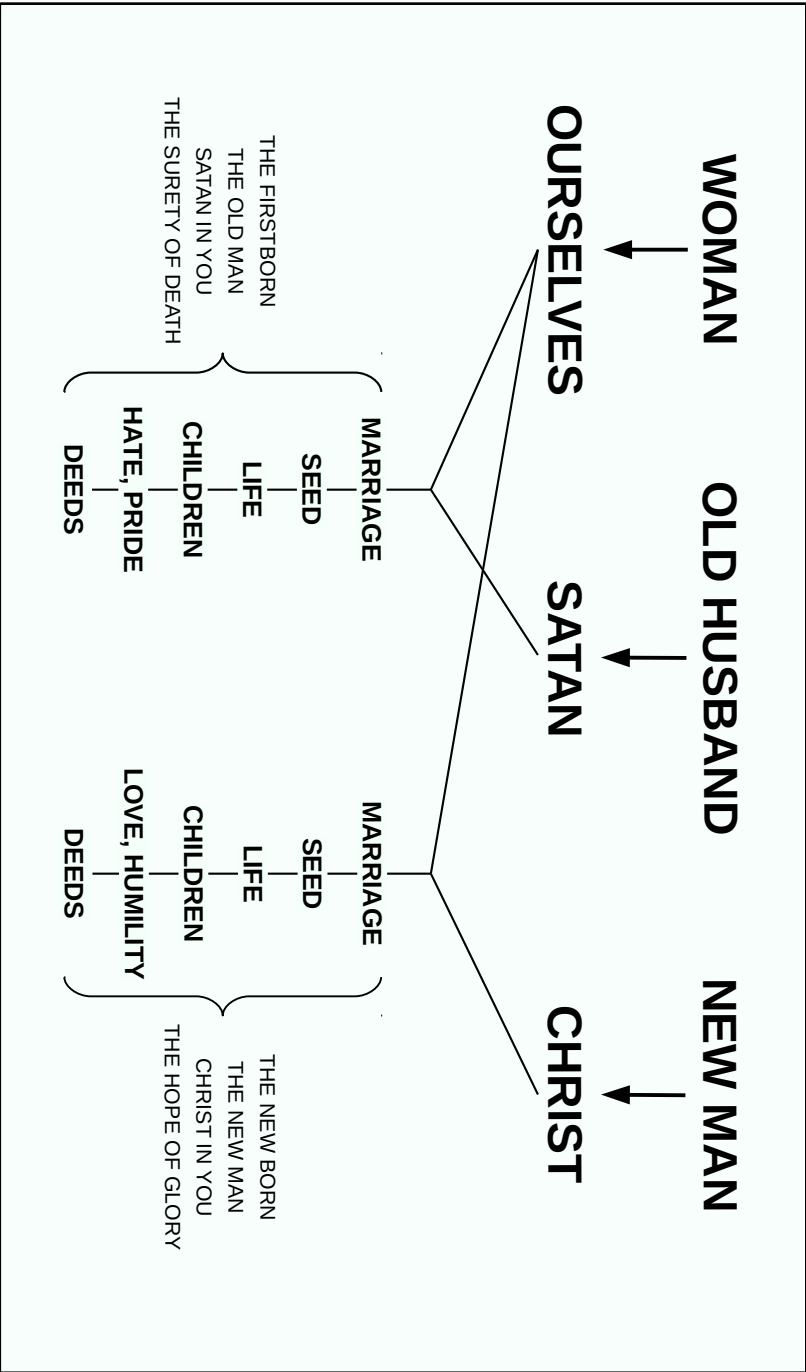 WOMAN
OLD HUSBAND
NEW MAN
OURSELVES
SATAN
CHRIST
MARRIAGE
SEED
LIFE
CHILDREN
HATE, PRIDE
DEEDS
THE FIRSTBORN
THE OLD MAN
SATAN IN YOU
THE SURETY OF DEATH
MARRIAGE
SEED
LIFE
CHILDREN
LOVE, HUMILITY
DEEDS
THE NEW BORN
THE NEW MAN
CHRIST IN YOU
THE HOPE OF GLORY